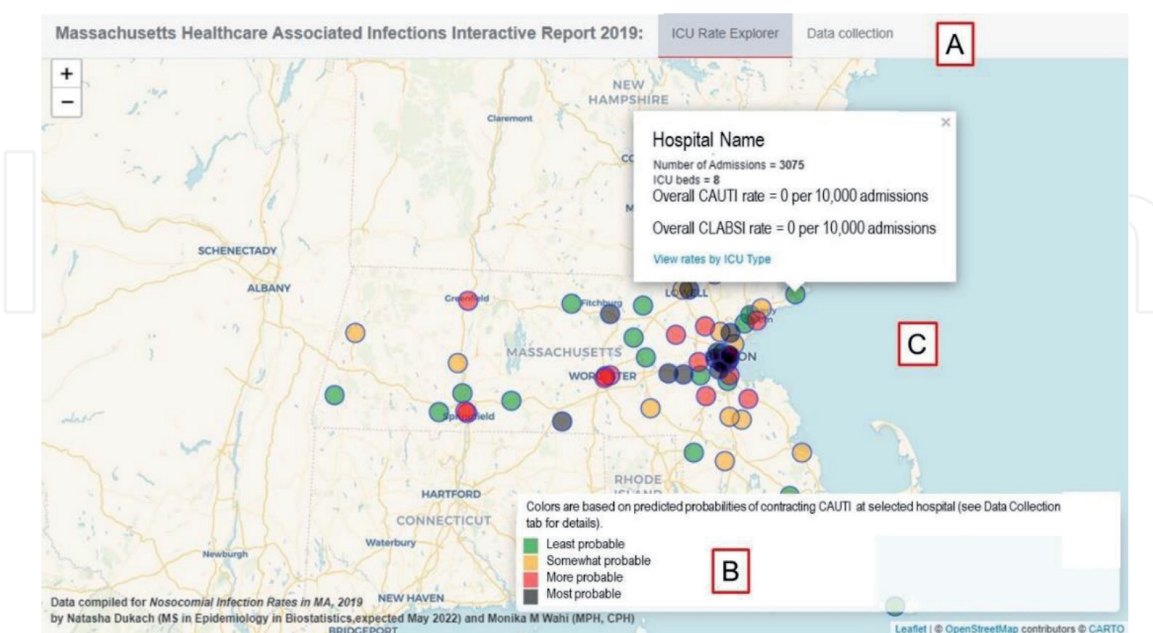 Massachusetts Healthcare Associated Infections Interactive Report 2019: ICU Rate Explorer Data collection
A
+
−
NEW
HAMPSHIRE
Claremont
×
Hospital Name
Number of Admissions = 3075
ICU beds = 8
Overall CAUTI rate = 0 per 10,000 admissions
Overall CLABSI rate = 0 per 10,000 admissions
View rates by ICU Type
SCHENECTADY
ALBANY
Greenfield
Fitchburg
LOWELL
MASSACHUSETTS
C
WORCESTER
Springfield
RHODE
HARTFORD
CONNECTICUT
Waterbury
Newburgh
NEW HAVEN
BRIDGEPORT
Colors are based on predicted probabilities of contracting CAUTI at selected hospital (see Data Collection
tab for details).
Least probable
Somewhat probable
More probable
Most probable
B
Data compiled for Nosocomial Infection Rates in MA, 2019
by Natasha Dukach (MS in Epidemiology in Biostatistics,expected May 2022) and Monika M Wahi (MPH, CPH)
Leaflet | © OpenStreetMap contributors © CARTO